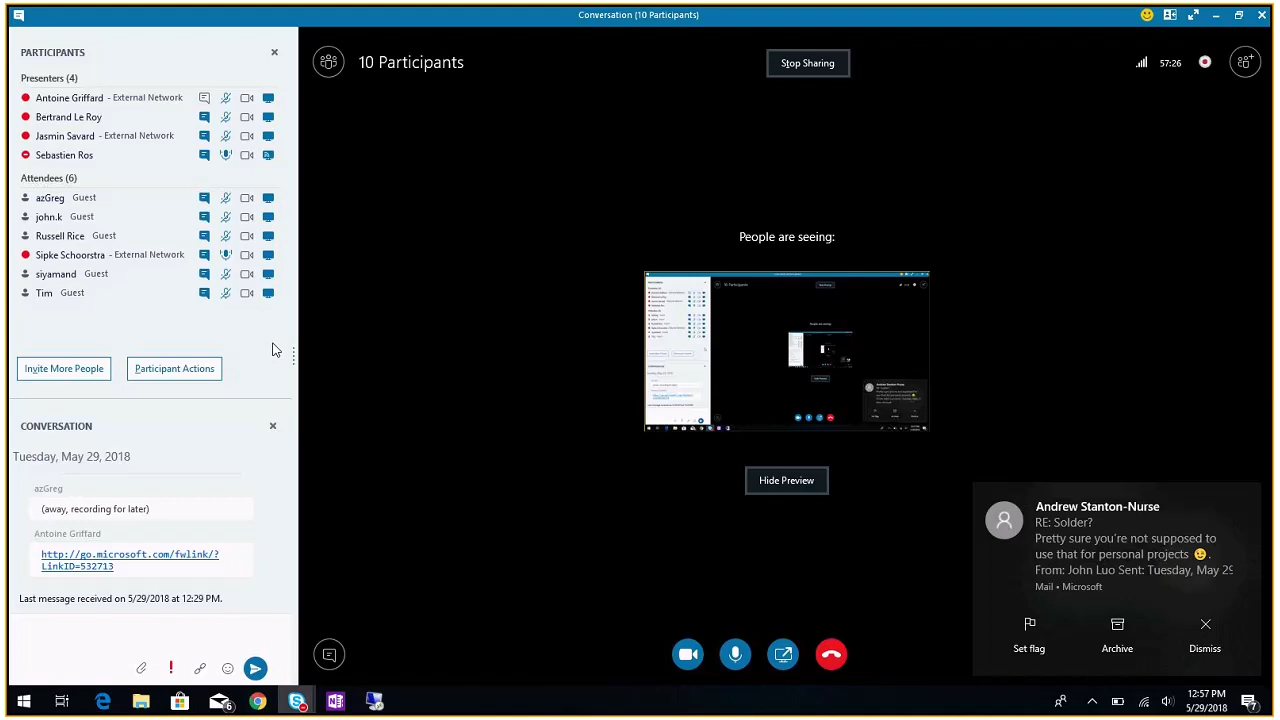 Conversation (10 Participants)
PARTICIPANTS
Presenters (4)
Antoine Griffard - External Network
Bertrand Le Roy
Jasmin Savard - External Network
Sebastien Ros
Attendees (6)
azGreg Guest
john.k Guest
Russell Rice Guest
Sipke Schoorstra - External Network
siyamand Guest
Tim Guest
Invite More People
Participant Actions
CONVERSATION
Tuesday, May 29, 2018
azGreg
(away, recording for later)
Antoine Griffard
http://go.microsoft.com/fwlink/?
LinkID=532713
Last message received on 5/29/2018 at 12:29 PM.
10 Participants
Stop Sharing
57:26
People are seeing:
Hide Preview
Andrew Stanton-Nurse
RE: Solder?
Pretty sure you're not supposed to
use that for personal projects 😉.
From: John Luo Sent: Tuesday, May 29
Mail • Microsoft
Set flag
Archive
Dismiss
6
12:57 PM
5/29/2018
7